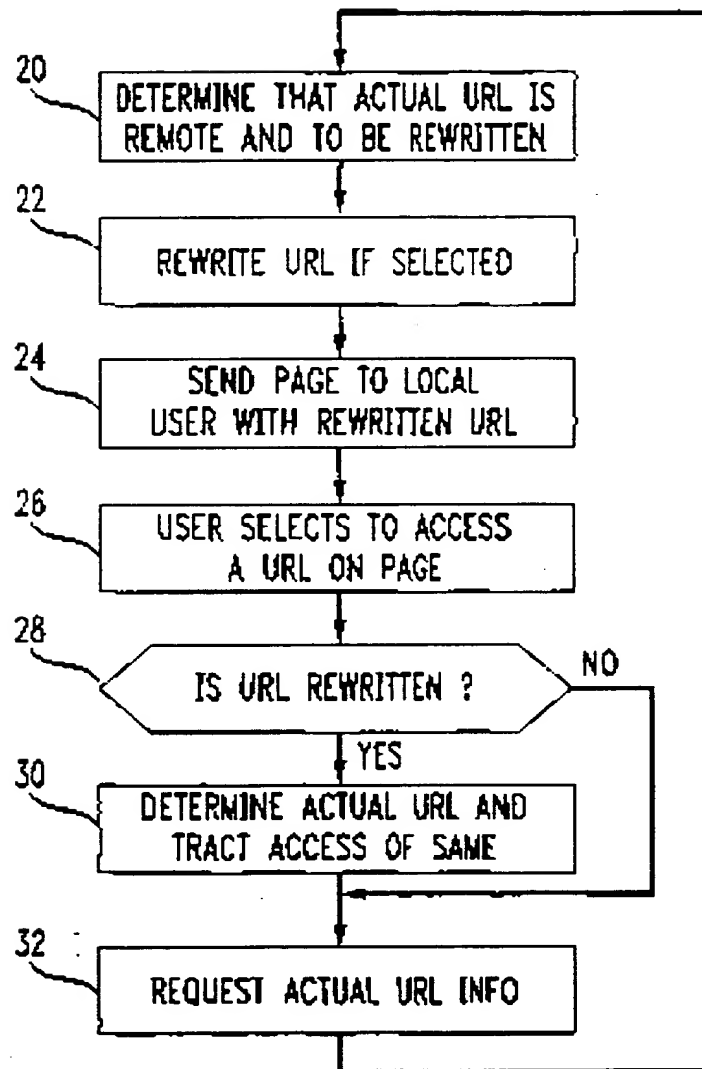 20
DETERMINE THAT ACTUAL URL IS
REMOTE AND TO BE REWRITTEN
22
REWRITE URL IF SELECTED
24
SEND PAGE TO LOCAL
USER WITH REWRITTEN URL
26
USER SELECTS TO ACCESS
A URL ON PAGE
28
IS URL REWRITTEN ?
NO
YES
30
DETERMINE ACTUAL URL AND
TRACT ACCESS OF SAME
32
REQUEST ACTUAL URL INFO